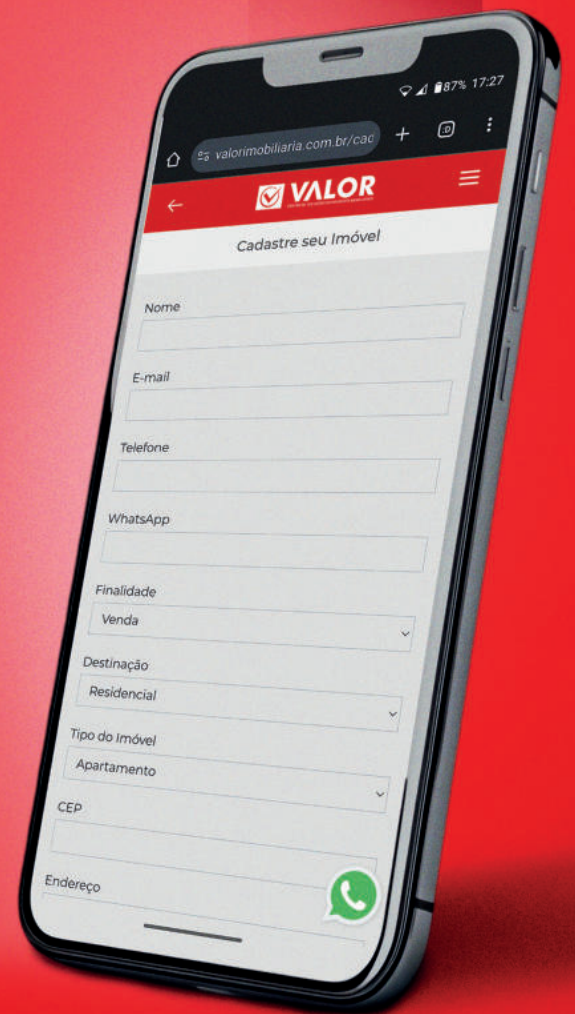 87% 17:27
valorimobiliaria.com.br/cac
:D
VALOR
Cadastre seu Imóvel
Nome
E-mail
Telefone
WhatsApp
Finalidade
Venda
Destinação
Residencial
Tipo do Imóvel
Apartamento
CEP
Endereço